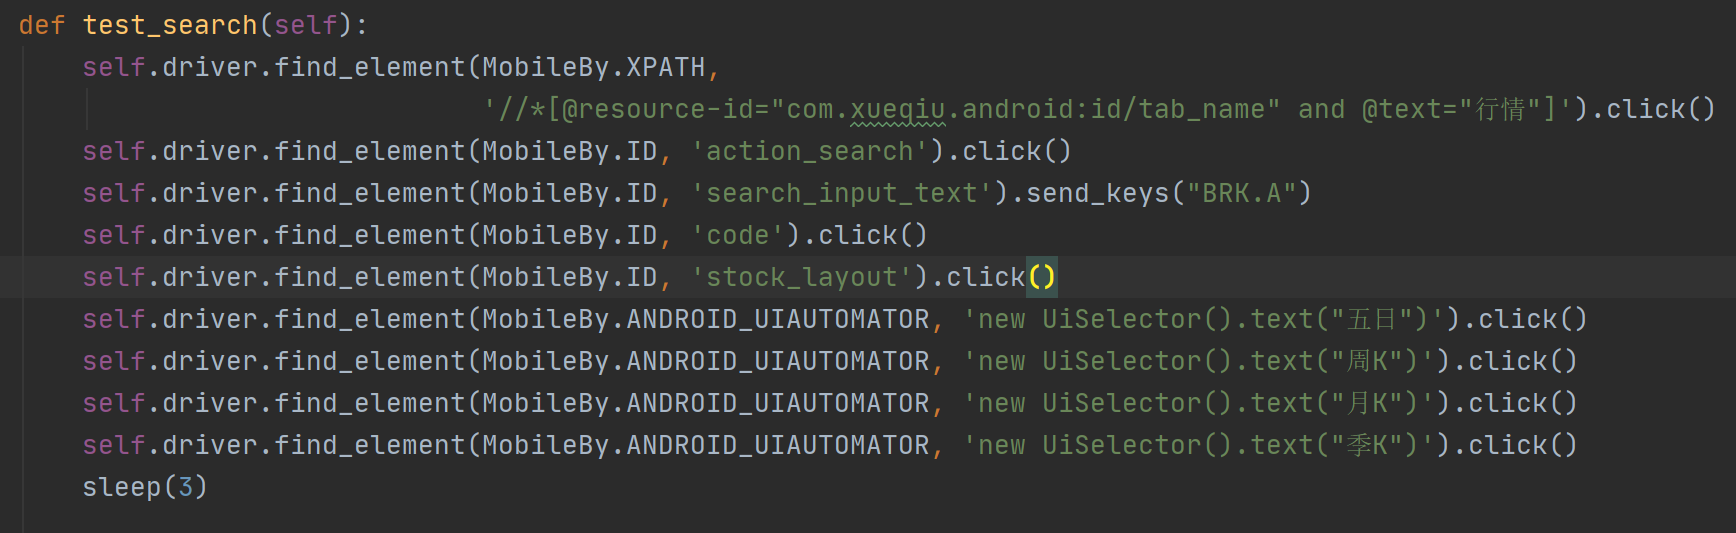 def test_search(self):
self.driver.find_element(MobileBy.XPATH,
'//*[@resource-id="com.xueqiu.android:id/tab_name" and @text="行情"]').click()
self.driver.find_element(MobileBy.ID, 'action_search').click()
self.driver.find_element(MobileBy.ID, 'search_input_text').send_keys("BRK.A")
self.driver.find_element(MobileBy.ID, 'code').click()
self.driver.find_element(MobileBy.ID, 'stock_layout').click()
self.driver.find_element(MobileBy.ANDROID_UIAUTOMATOR, 'new UiSelector().text("五日")').click()
self.driver.find_element(MobileBy.ANDROID_UIAUTOMATOR, 'new UiSelector().text("周K")').click()
self.driver.find_element(MobileBy.ANDROID_UIAUTOMATOR, 'new UiSelector().text("月K")').click()
self.driver.find_element(MobileBy.ANDROID_UIAUTOMATOR, 'new UiSelector().text("季K")').click()
sleep(3)